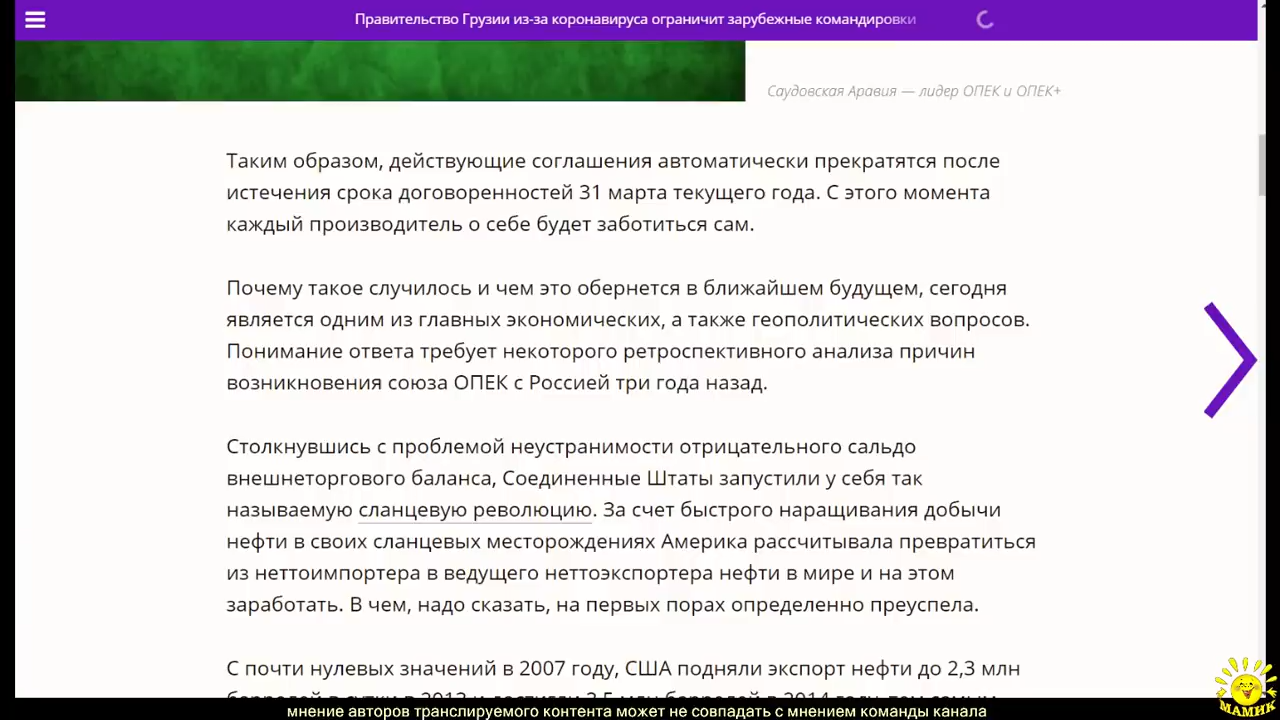 Правительство Грузии из-за коронавируса ограничит зарубежные командировки
Саудовская Аравия — лидер ОПЕК и ОПЕК+
Таким образом, действующие соглашения автоматически прекратятся после
истечения срока договоренностей 31 марта текущего года. С этого момента
каждый производитель о себе будет заботиться сам.
Почему такое случилось и чем это обернется в ближайшем будущем, сегодня
является одним из главных экономических, а также геополитических вопросов.
Понимание ответа требует некоторого ретроспективного анализа причин
возникновения союза ОПЕК с Россией три года назад.
Столкнувшись с проблемой неустранимости отрицательного сальдо
внешнеторгового баланса, Соединенные Штаты запустили у себя так
называемую сланцевую революцию. За счет быстрого наращивания добычи
нефти в своих сланцевых месторождениях Америка рассчитывала превратиться
из неттоимпортера в ведущего неттоэкспортера нефти в мире и на этом
заработать. В чем, надо сказать, на первых порах определенно преуспела.
С почти нулевых значений в 2007 году, США подняли экспорт нефти до 2,3 млн
МАМИК
мнение авторов транслируемого контента может не совпадать с мнением команды канала